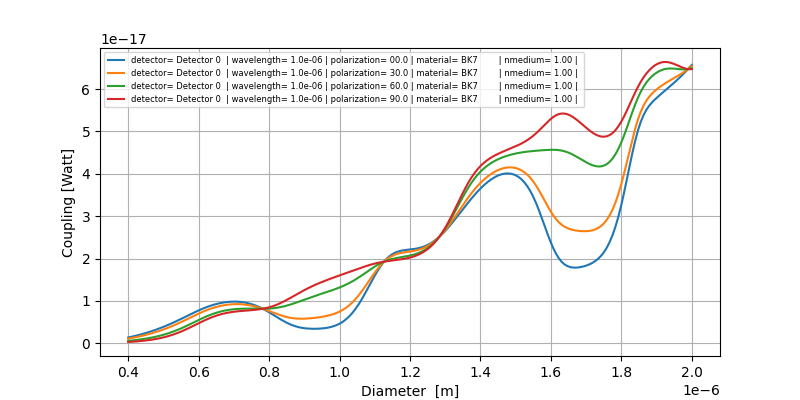 1e−17
detector= Detector 0 | wavelength= 1.0e-06 | polarization= 00.0 | material= BK7 | nmedium= 1.00 |
detector= Detector 0 | wavelength= 1.0e-06 | polarization= 30.0 | material= BK7 | nmedium= 1.00 |
detector= Detector 0 | wavelength= 1.0e-06 | polarization= 60.0 | material= BK7 | nmedium= 1.00 |
detector= Detector 0 | wavelength= 1.0e-06 | polarization= 90.0 | material= BK7 | nmedium= 1.00 |
6
5
4
3
2
1
0
Coupling [Watt]
0.4 0.6 0.8 1.0 1.2 1.4 1.6 1.8 2.0
Diameter [m]
1e−6